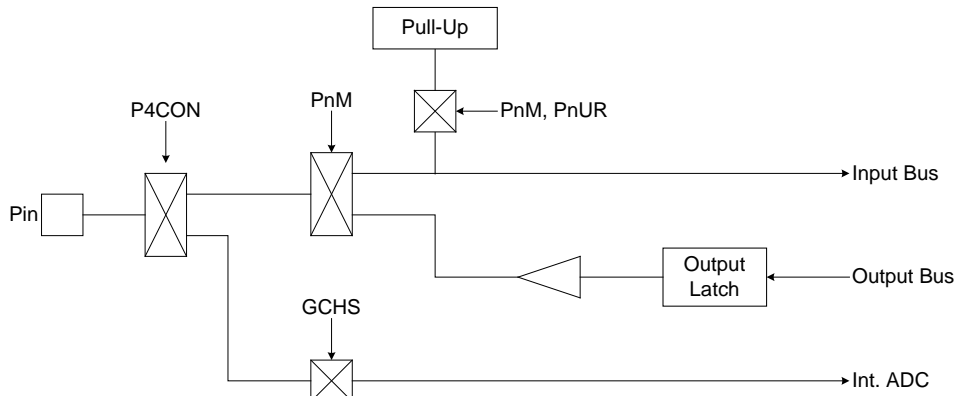 Pull-Up
P4CON
PnM
PnM, PnUR
Input Bus
Pin
Output
Latch
Output Bus
GCHS
Int. ADC